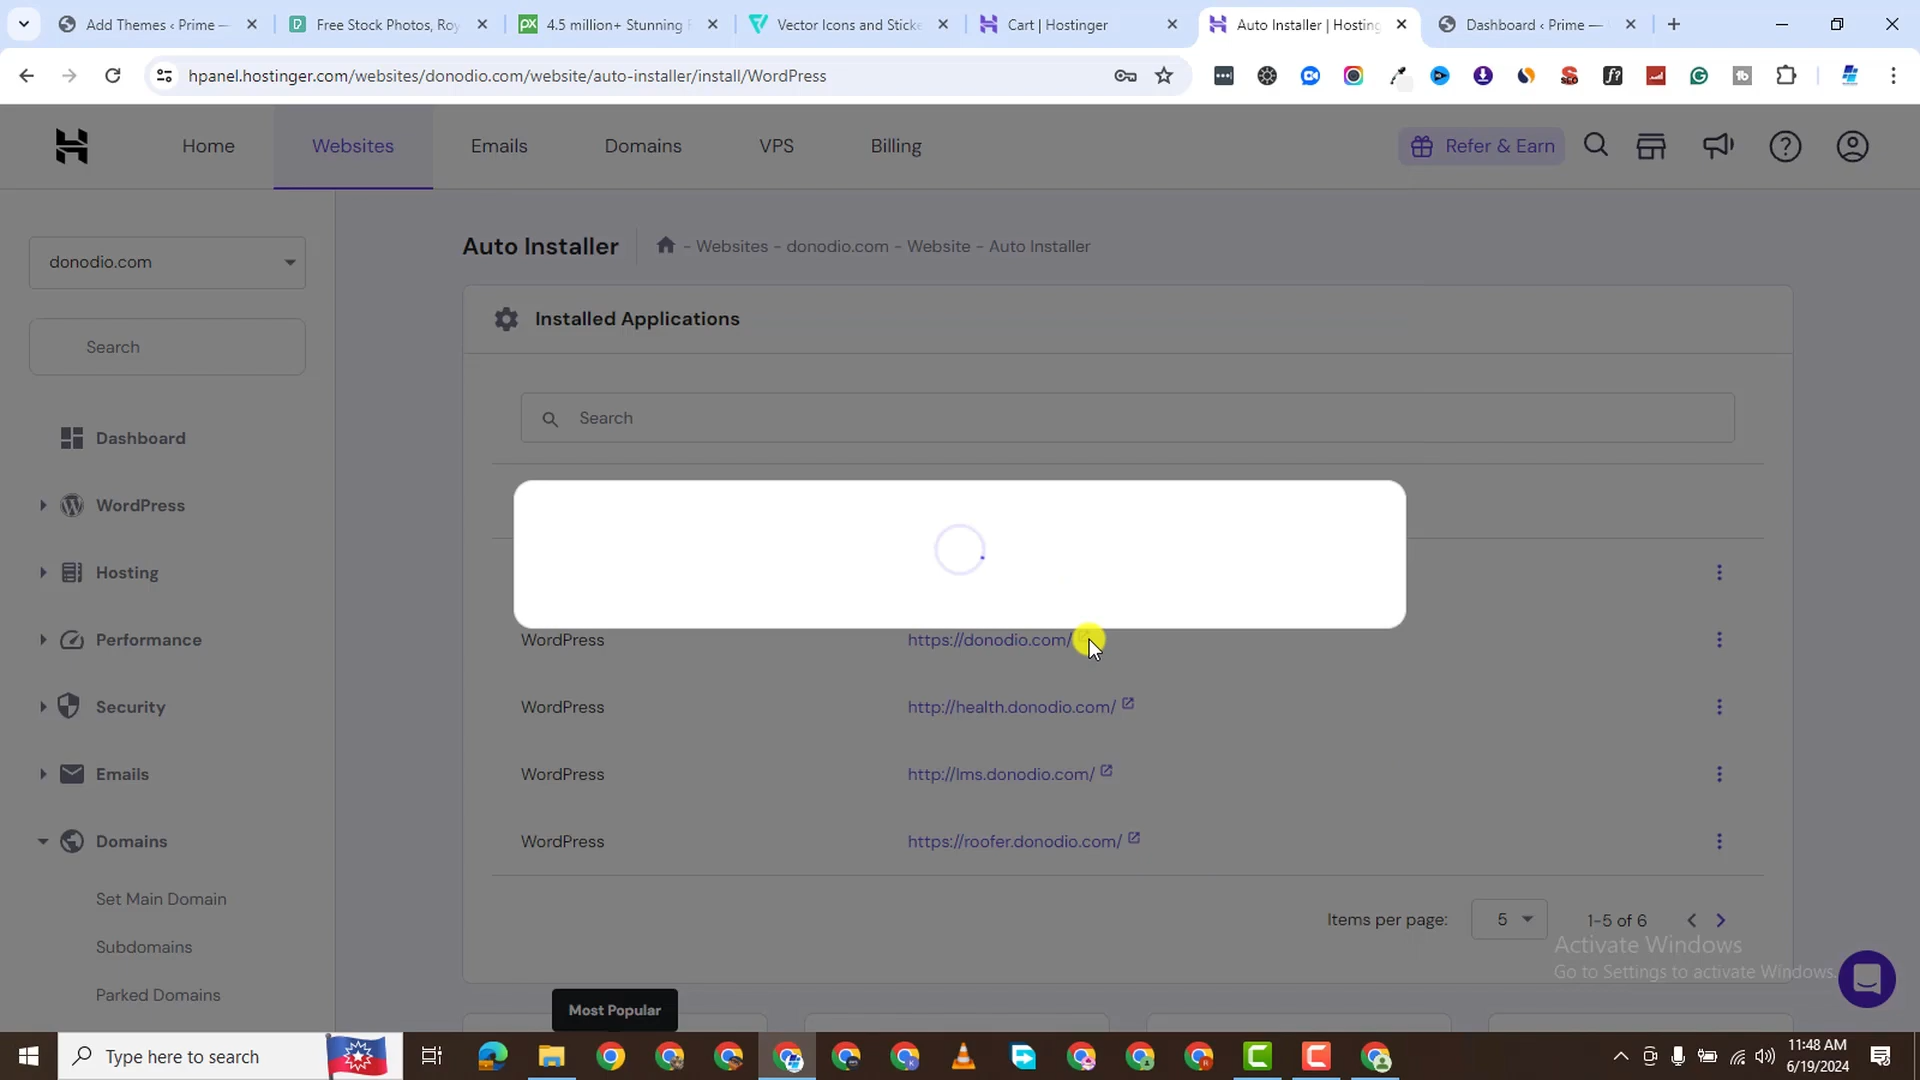 Add Themes ‹ Prime —
Free Stock Photos, Roy
4.5 million+ Stunning F
Vector Icons and Sticke
Cart | Hostinger
Auto Installer | Hosting
Dashboard ‹ Prime —
hpanel.hostinger.com/websites/donodio.com/website/auto-installer/install/WordPress
Home
Websites
Emails
Domains
VPS
Billing
Refer & Earn
donodio.com
Search
Dashboard
WordPress
Hosting
Performance
Security
Emails
Domains
Set Main Domain
Subdomains
Parked Domains
Auto Installer
- Websites - donodio.com - Website - Auto Installer
Installed Applications
Search
WordPress https://donodio.com/
WordPress http://health.donodio.com/
WordPress http://lms.donodio.com/
WordPress https://roofer.donodio.com/
Items per page: 5 1-5 of 6
Activate Windows
Go to Settings to activate Windows.
Most Popular
Type here to search
11:48 AM
6/19/2024